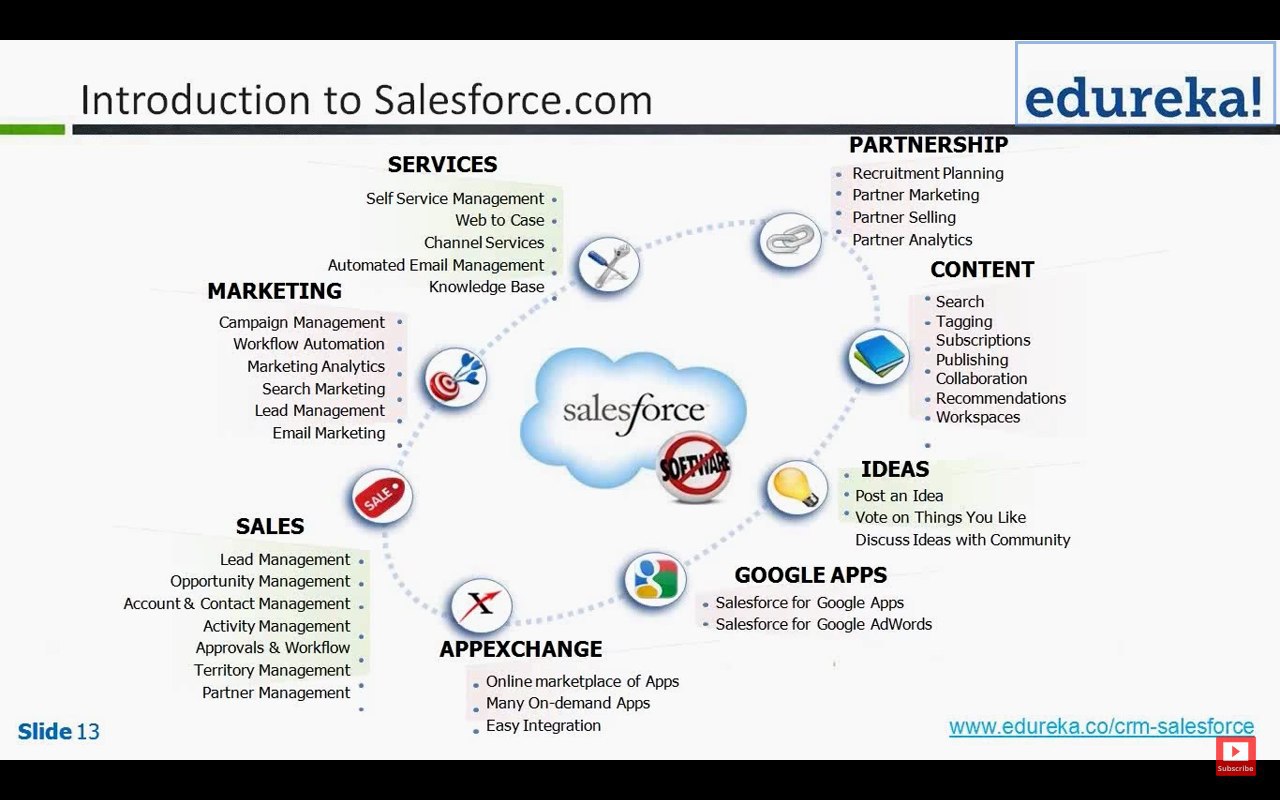 Introduction to Salesforce.com
edureka!
SERVICES
Self Service Management
Web to Case
Channel Services
Automated Email Management
Knowledge Base
PARTNERSHIP
Recruitment Planning
Partner Marketing
Partner Selling
Partner Analytics
MARKETING
Campaign Management
Workflow Automation
Marketing Analytics
Search Marketing
Lead Management
Email Marketing
CONTENT
Search
Tagging
Subscriptions
Publishing
Collaboration
Recommendations
Workspaces
salesforce
SOFTWARE
SALE
IDEAS
Post an Idea
Vote on Things You Like
Discuss Ideas with Community
SALES
Lead Management
Opportunity Management
Account & Contact Management
Activity Management
Approvals & Workflow
Territory Management
Partner Management
X
GOOGLE APPS
Salesforce for Google Apps
Salesforce for Google AdWords
APPEXCHANGE
Online marketplace of Apps
Many On-demand Apps
Easy Integration
Slide 13
www.edureka.co/crm-salesforce
Subscribe